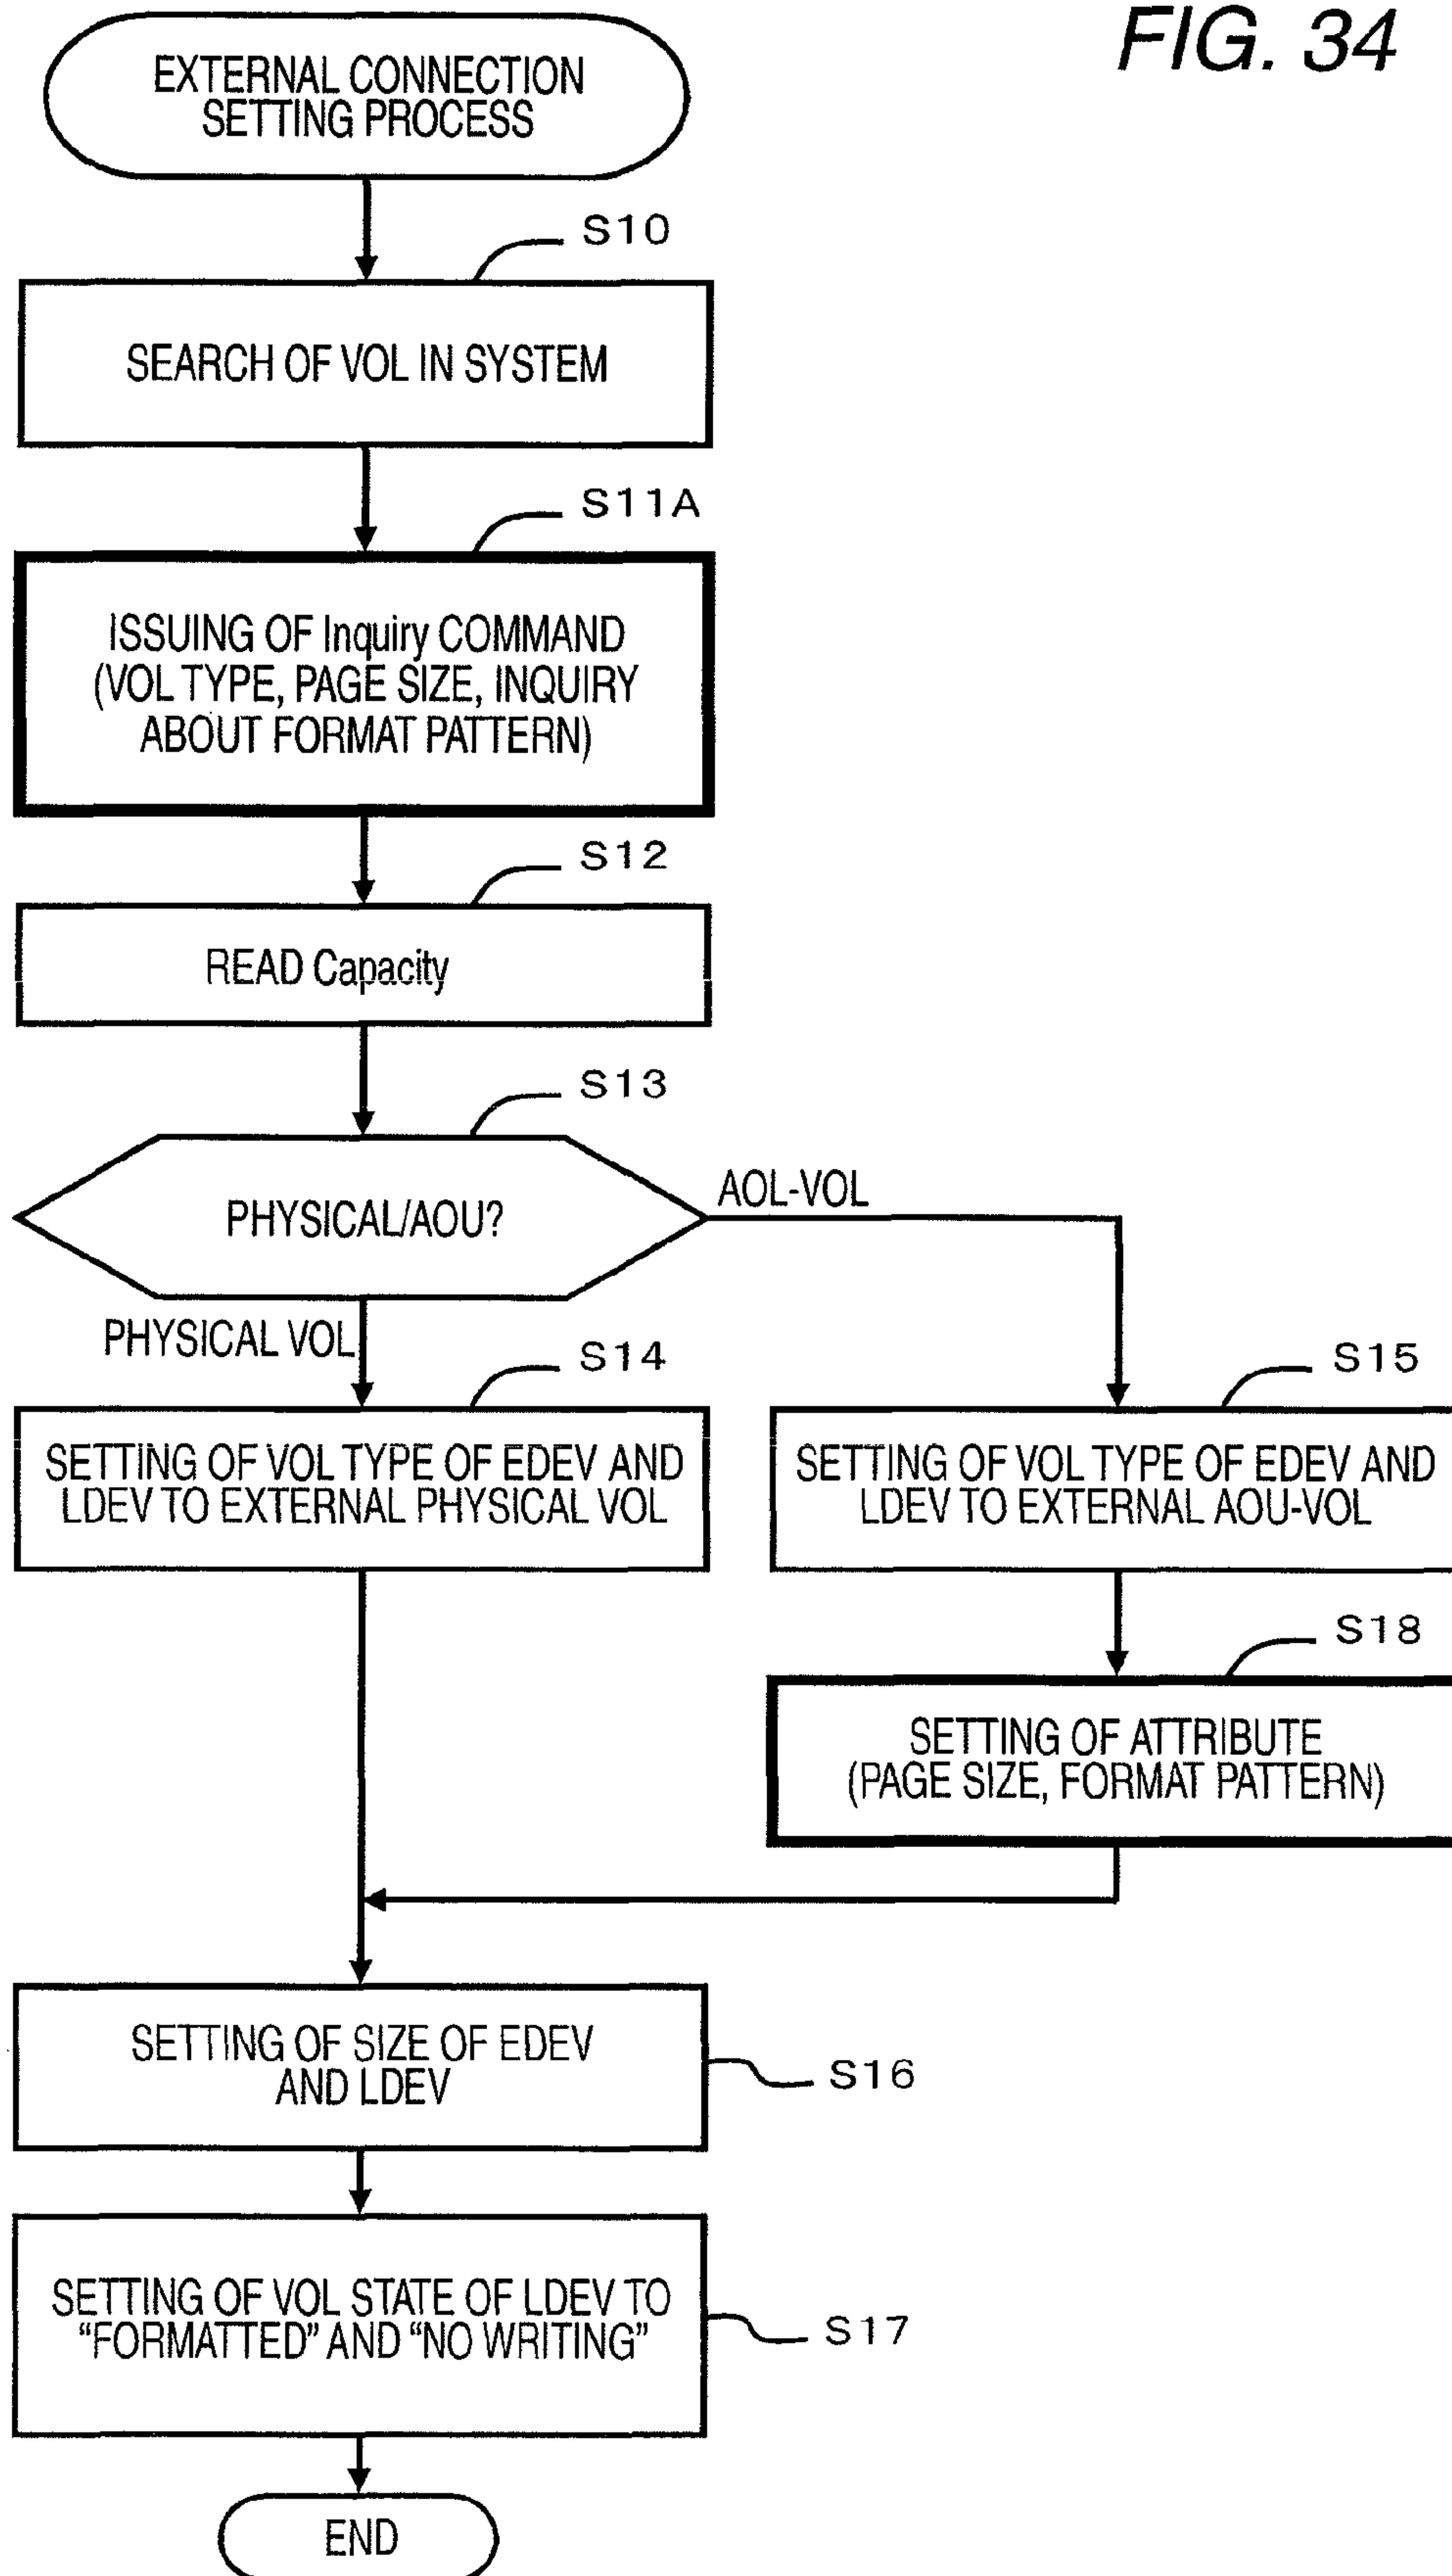 FIG. 34
EXTERNAL CONNECTION
SETTING PROCESS
S10
SEARCH OF VOL IN SYSTEM
S11A
ISSUING OF Inquiry COMMAND
(VOL TYPE, PAGE SIZE, INQUIRY
ABOUT FORMAT PATTERN)
S12
READ Capacity
S13
PHYSICAL/AOU?
AOL-VOL
PHYSICAL VOL
S14
SETTING OF VOL TYPE OF EDEV AND
LDEV TO EXTERNAL PHYSICAL VOL
S15
SETTING OF VOL TYPE OF EDEV AND
LDEV TO EXTERNAL AOU-VOL
S18
SETTING OF ATTRIBUTE
(PAGE SIZE, FORMAT PATTERN)
SETTING OF SIZE OF EDEV
AND LDEV
S16
SETTING OF VOL STATE OF LDEV TO
“FORMATTED” AND “NO WRITING”
S17
END